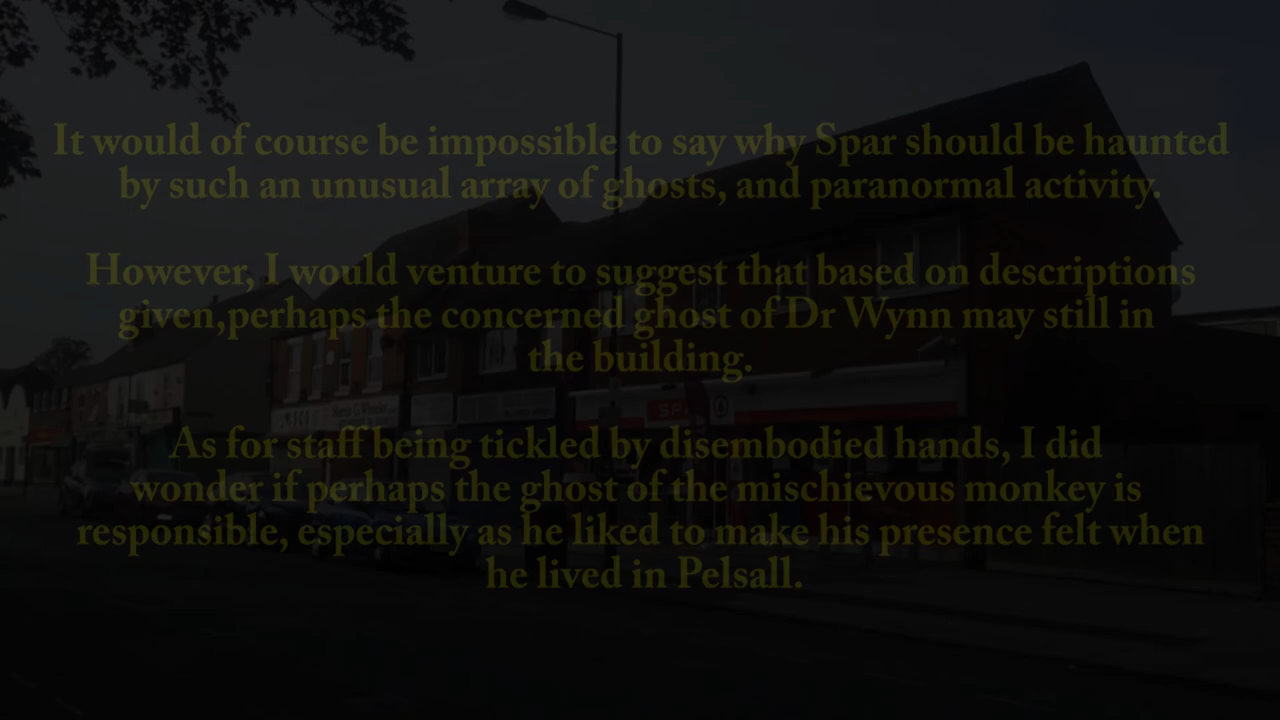 It would of course be impossible to say why Spar should be haunted
by such an unusual array of ghosts, and paranormal activity.
However, I would venture to suggest that based on descriptions
given,perhaps the concerned ghost of Dr Wynn may still in
the building.
As for staff being tickled by disembodied hands, I did
wonder if perhaps the ghost of the mischievous monkey is
responsible, especially as he liked to make his presence felt when
he lived in Pelsall.